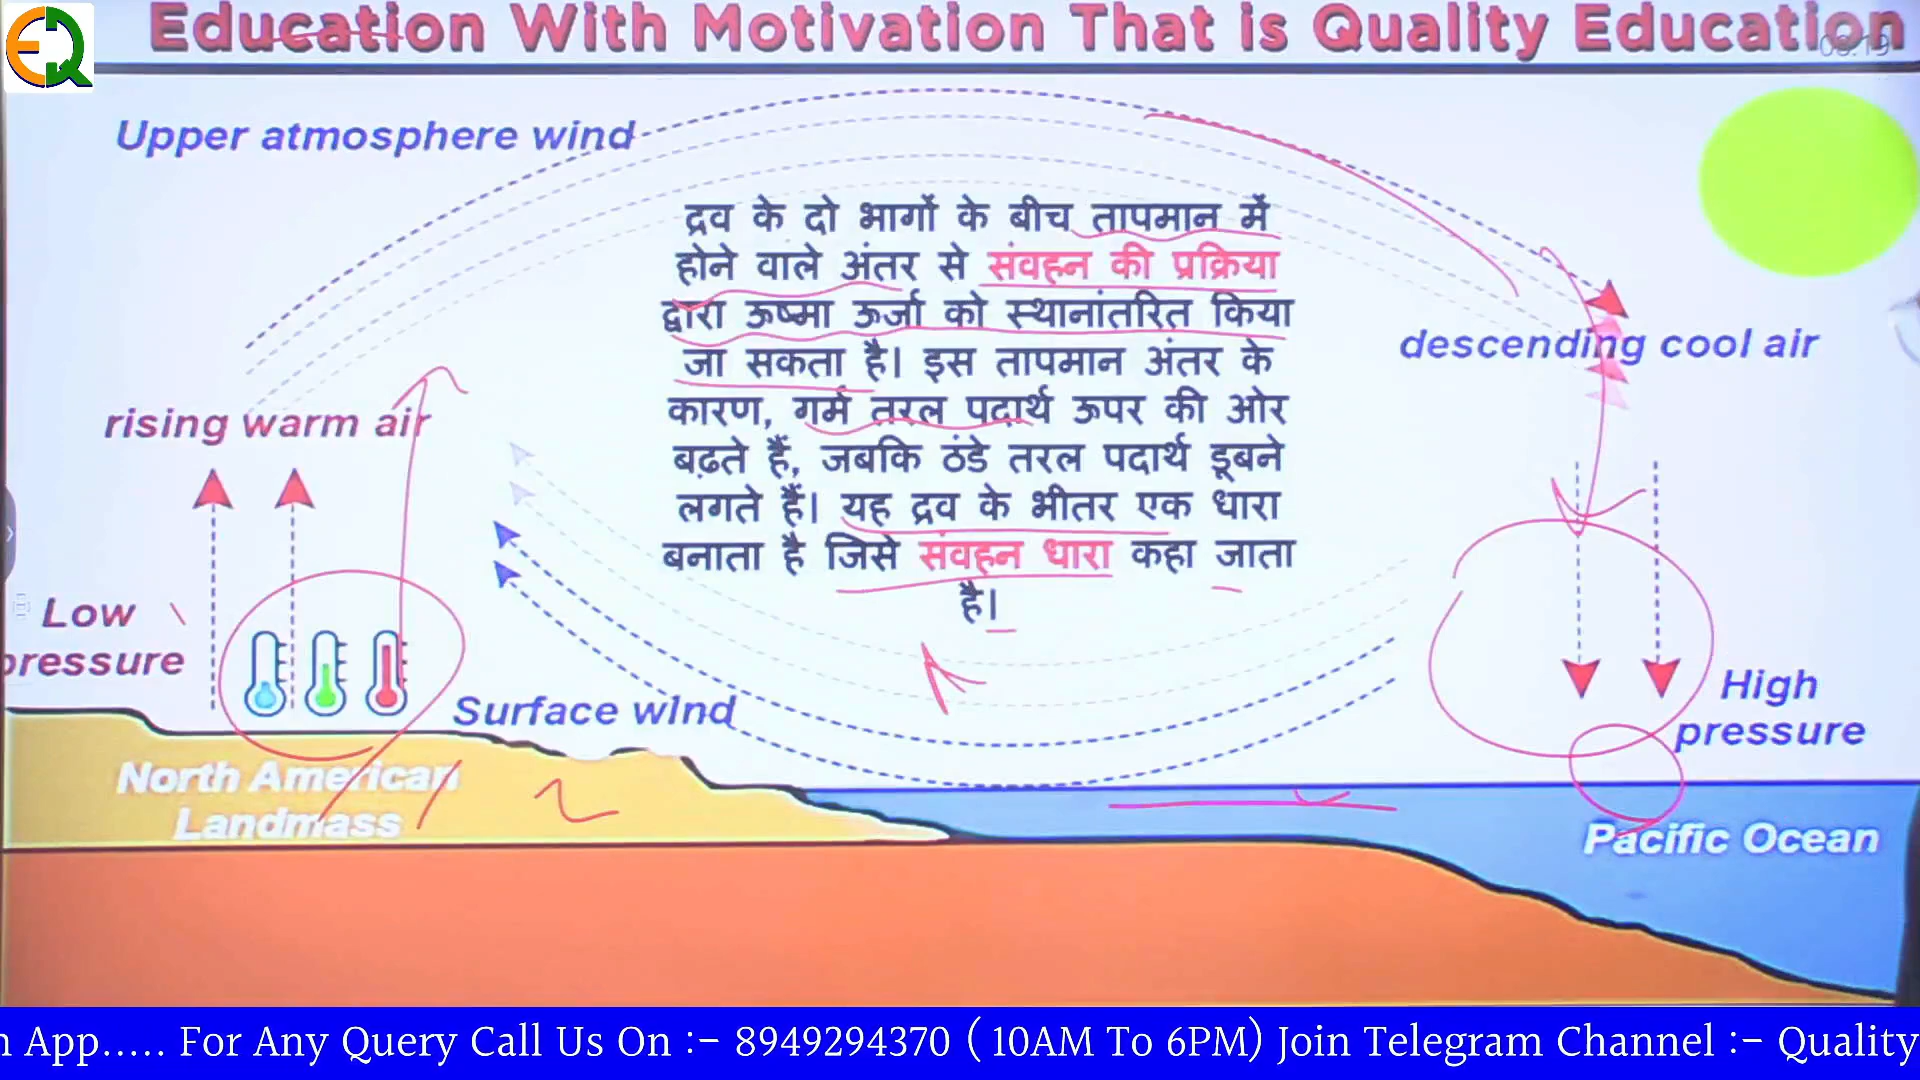 Education With Motivation That is Quality Education
08:19
Upper atmosphere wind
द्रव के दो भागों के बीच तापमान में
होने वाले अंतर से संवहन की प्रक्रिया
द्वारा ऊष्मा ऊर्जा को स्थानांतरित किया
जा सकता है। इस तापमान अंतर के
कारण, गर्म तरल पदार्थ ऊपर की ओर
बढ़ते हैं, जबकि ठंडे तरल पदार्थ डूबने
लगते हैं। यह द्रव के भीतर एक धारा
बनाता है जिसे संवहन धारा कहा जाता
है।
descending cool air
rising warm air
Low
pressure
Surface wInd
High
pressure
North American
Landmass
Pacific Ocean
n App..... For Any Query Call Us On :- 8949294370 ( 10AM To 6PM) Join Telegram Channel :- Quality